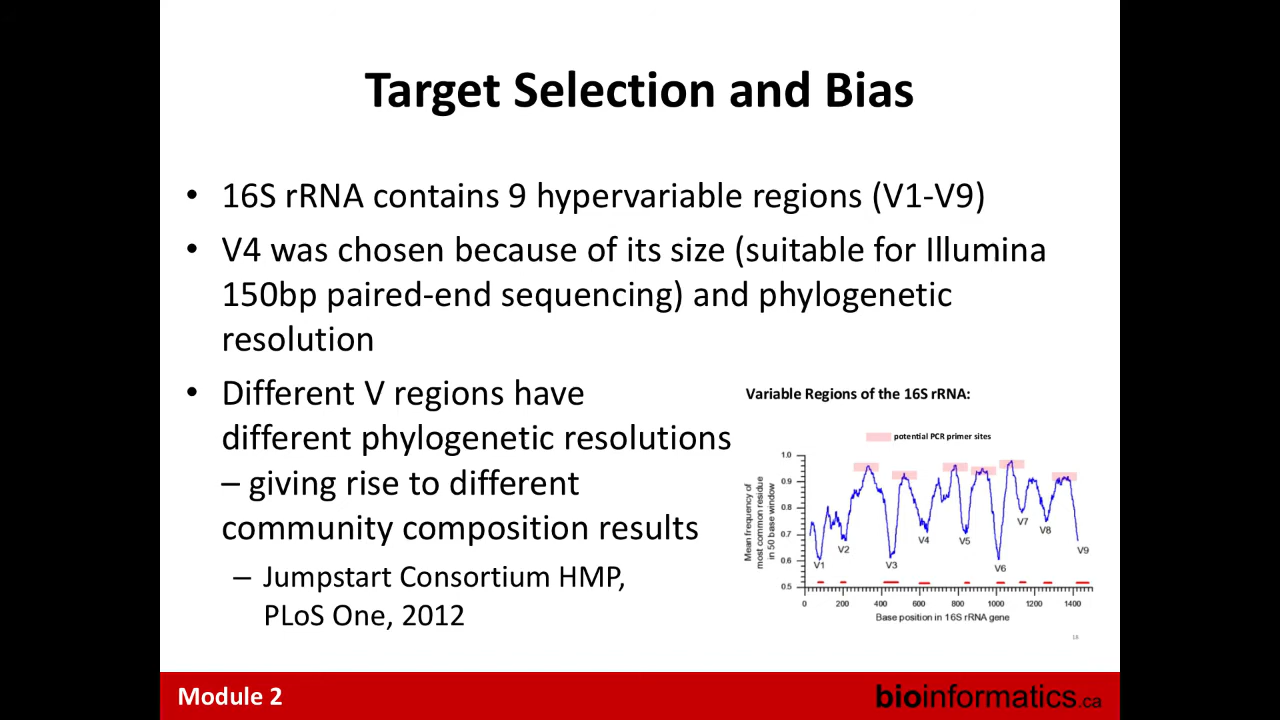 Target Selection and Bias
• 16S rRNA contains 9 hypervariable regions (V1-V9)
• V4 was chosen because of its size (suitable for Illumina
150bp paired-end sequencing) and phylogenetic
resolution
• Different V regions have
different phylogenetic resolutions
– giving rise to different
community composition results
– Jumpstart Consortium HMP,
PLoS One, 2012
Variable Regions of the 16S rRNA:
potential PCR primer sites
Mean frequency of
most common residue
in 50 base window
1.0
0.9
0.8
0.7
0.6
0.5
V1
V2
V3
V4
V5
V6
V7
V8
V9
0 200 400 600 800 1000 1200 1400
Base position in 16S rRNA gene
18
Module 2
bioinformatics.ca